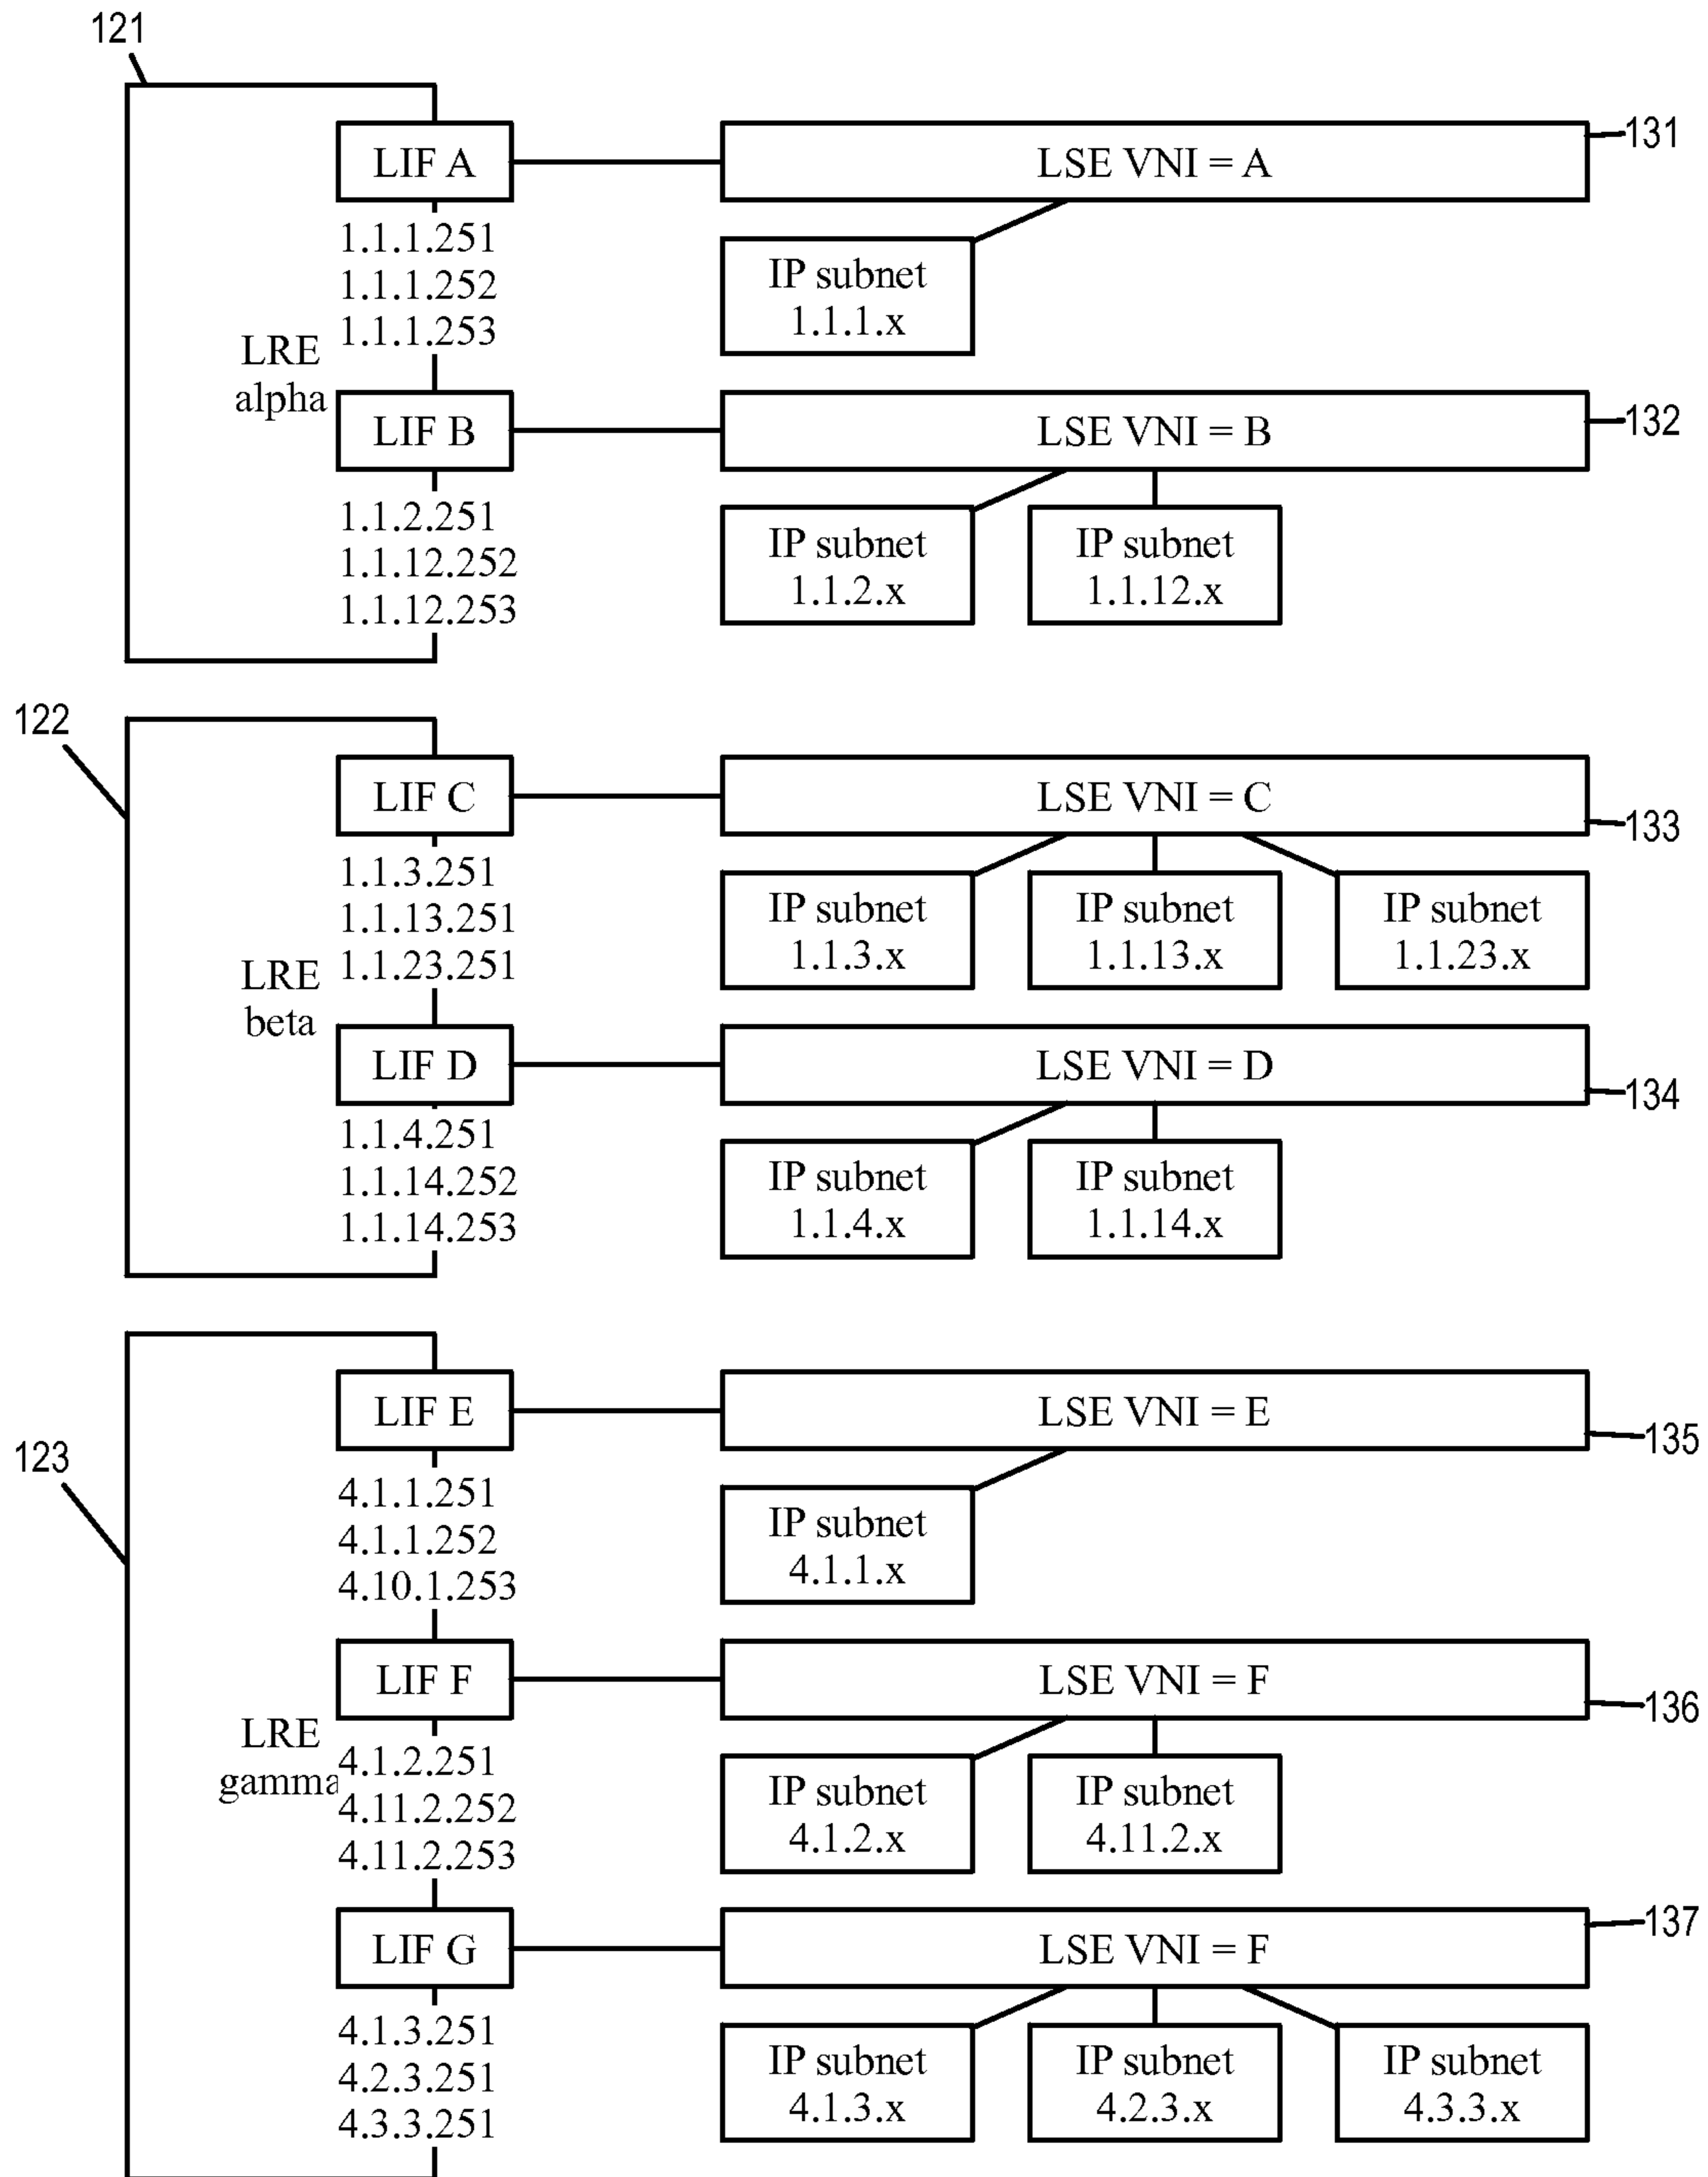 121
LIF A
LSE VNI = A
131
1.1.1.251
1.1.1.252
1.1.1.253
IP subnet
1.1.1.x
LRE
alpha
LIF B
LSE VNI = B
132
1.1.2.251
1.1.12.252
1.1.12.253
IP subnet
1.1.2.x
IP subnet
1.1.12.x
122
LIF C
LSE VNI = C
133
1.1.3.251
1.1.13.251
1.1.23.251
IP subnet
1.1.3.x
IP subnet
1.1.13.x
IP subnet
1.1.23.x
LRE
beta
LIF D
LSE VNI = D
134
1.1.4.251
1.1.14.252
1.1.14.253
IP subnet
1.1.4.x
IP subnet
1.1.14.x
123
LIF E
LSE VNI = E
135
4.1.1.251
4.1.1.252
4.10.1.253
IP subnet
4.1.1.x
LIF F
LSE VNI = F
136
LRE
gamma
4.1.2.251
4.11.2.252
4.11.2.253
IP subnet
4.1.2.x
IP subnet
4.11.2.x
LIF G
LSE VNI = F
137
4.1.3.251
4.2.3.251
4.3.3.251
IP subnet
4.1.3.x
IP subnet
4.2.3.x
IP subnet
4.3.3.x